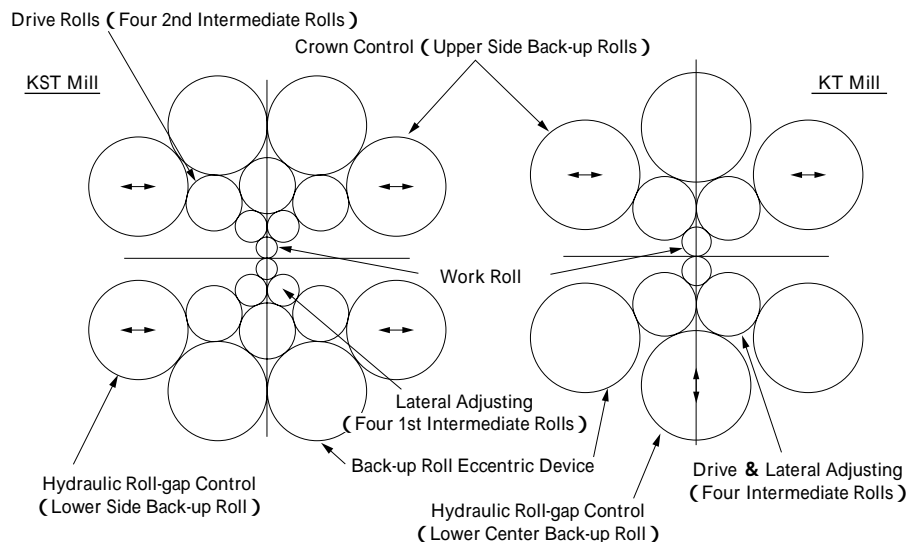 Drive Rolls (Four 2nd Intermediate Rolls)
Crown Control (Upper Side Back-up Rolls)
KST Mill
KT Mill
Work Roll
Lateral Adjusting
(Four 1st Intermediate Rolls)
Back-up Roll Eccentric Device
Hydraulic Roll-gap Control
(Lower Side Back-up Roll)
Drive & Lateral Adjusting
(Four Intermediate Rolls)
Hydraulic Roll-gap Control
(Lower Center Back-up Roll)